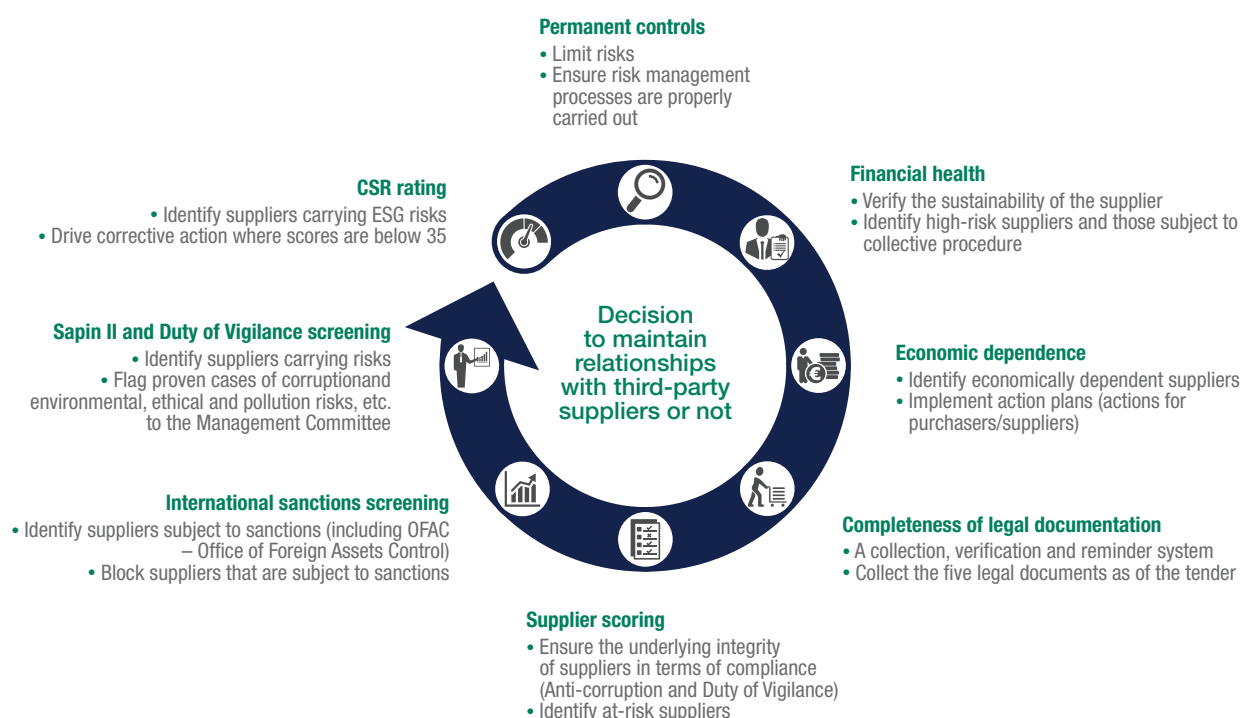 Permanent controls
• Limit risks
• Ensure risk management
processes are properly
carried out
Financial health
• Verify the sustainability of the supplier
• Identify high-risk suppliers and those subject to
collective procedure
Economic dependence
• Identify economically dependent suppliers
• Implement action plans (actions for
purchasers/suppliers)
Completeness of legal documentation
• A collection, verification and reminder system
• Collect the five legal documents as of the tender
Supplier scoring
• Ensure the underlying integrity
of suppliers in terms of compliance
(Anti-corruption and Duty of Vigilance)
• Identify at-risk suppliers
International sanctions screening
• Identify suppliers subject to sanctions (including OFAC
– Office of Foreign Assets Control)
• Block suppliers that are subject to sanctions
Sapin II and Duty of Vigilance screening
• Identify suppliers carrying risks
• Flag proven cases of corruptionand
environmental, ethical and pollution risks, etc.
to the Management Committee
CSR rating
• Identify suppliers carrying ESG risks
• Drive corrective action where scores are below 35
Decision
to maintain
relationships
with third-party
suppliers or not